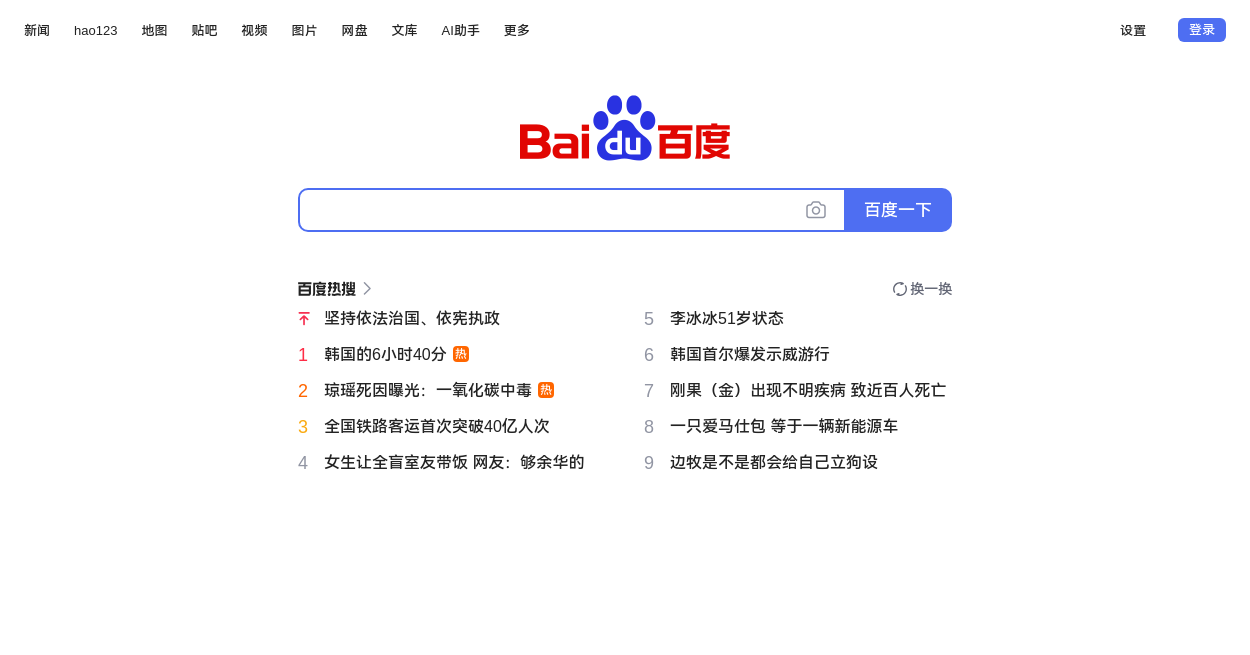 新闻 hao123 地图 贴吧 视频 图片 网盘 文库 AI助手 更多 设置 登录
Bai du 百度
百度一下
百度热搜 换一换
坚持依法治国、依宪执政
1 韩国的6小时40分 热
2 琼瑶死因曝光：一氧化碳中毒 热
3 全国铁路客运首次突破40亿人次
4 女生让全盲室友带饭 网友：够余华的
5 李冰冰51岁状态
6 韩国首尔爆发示威游行
7 刚果（金）出现不明疾病 致近百人死亡
8 一只爱马仕包 等于一辆新能源车
9 边牧是不是都会给自己立狗设